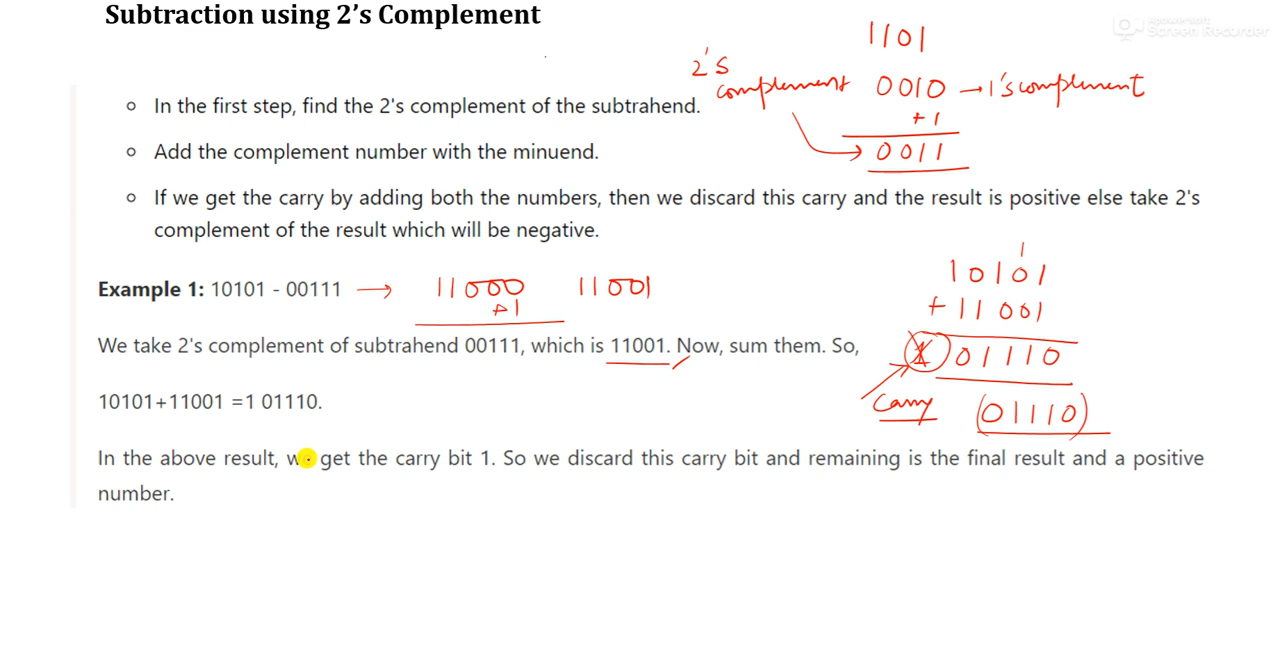 Subtraction using 2's Complement
Apowersoft
Screen Recorder
1101
2's
complement 0010 → 1's complement
+1
0011
○ In the first step, find the 2's complement of the subtrahend.
○ Add the complement number with the minuend.
○ If we get the carry by adding both the numbers, then we discard this carry and the result is positive else take 2's
complement of the result which will be negative.
Example 1: 10101 - 00111 → 11000 11001
+1
1
10101
+ 11001
1 01110
Carry (01110)
We take 2's complement of subtrahend 00111, which is 11001. Now, sum them. So,
10101+11001 =1 01110.
In the above result, we get the carry bit 1. So we discard this carry bit and remaining is the final result and a positive
number.